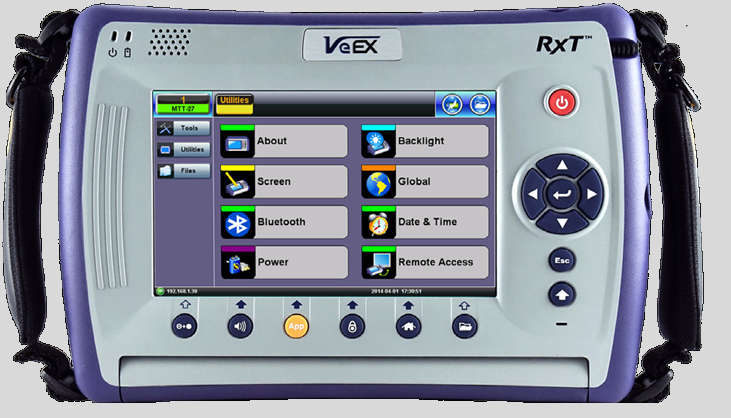 VeEX
RxT™
1
MTT-27
Utilities
Tools
Utilities
Files
About
Backlight
Screen
Global
Bluetooth
Date & Time
Power
Remote Access
192.168.1.30
2014-04-01 17:30:51
Esc
App